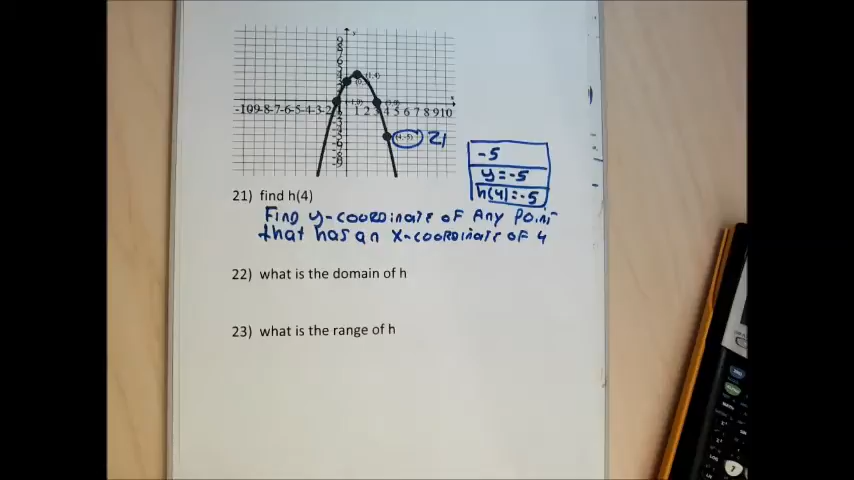 y
(1,4)
x
-10-9-8-7-6-5-4-3-2 1 2 3 4 5 6 7 8 9 10
(4,-5) 21
-5
y = -5
h(4) = -5
21) find h(4)
Find y-coordinate of Any Point
that has an x-coordinate of 4
22) what is the domain of h
23) what is the range of h